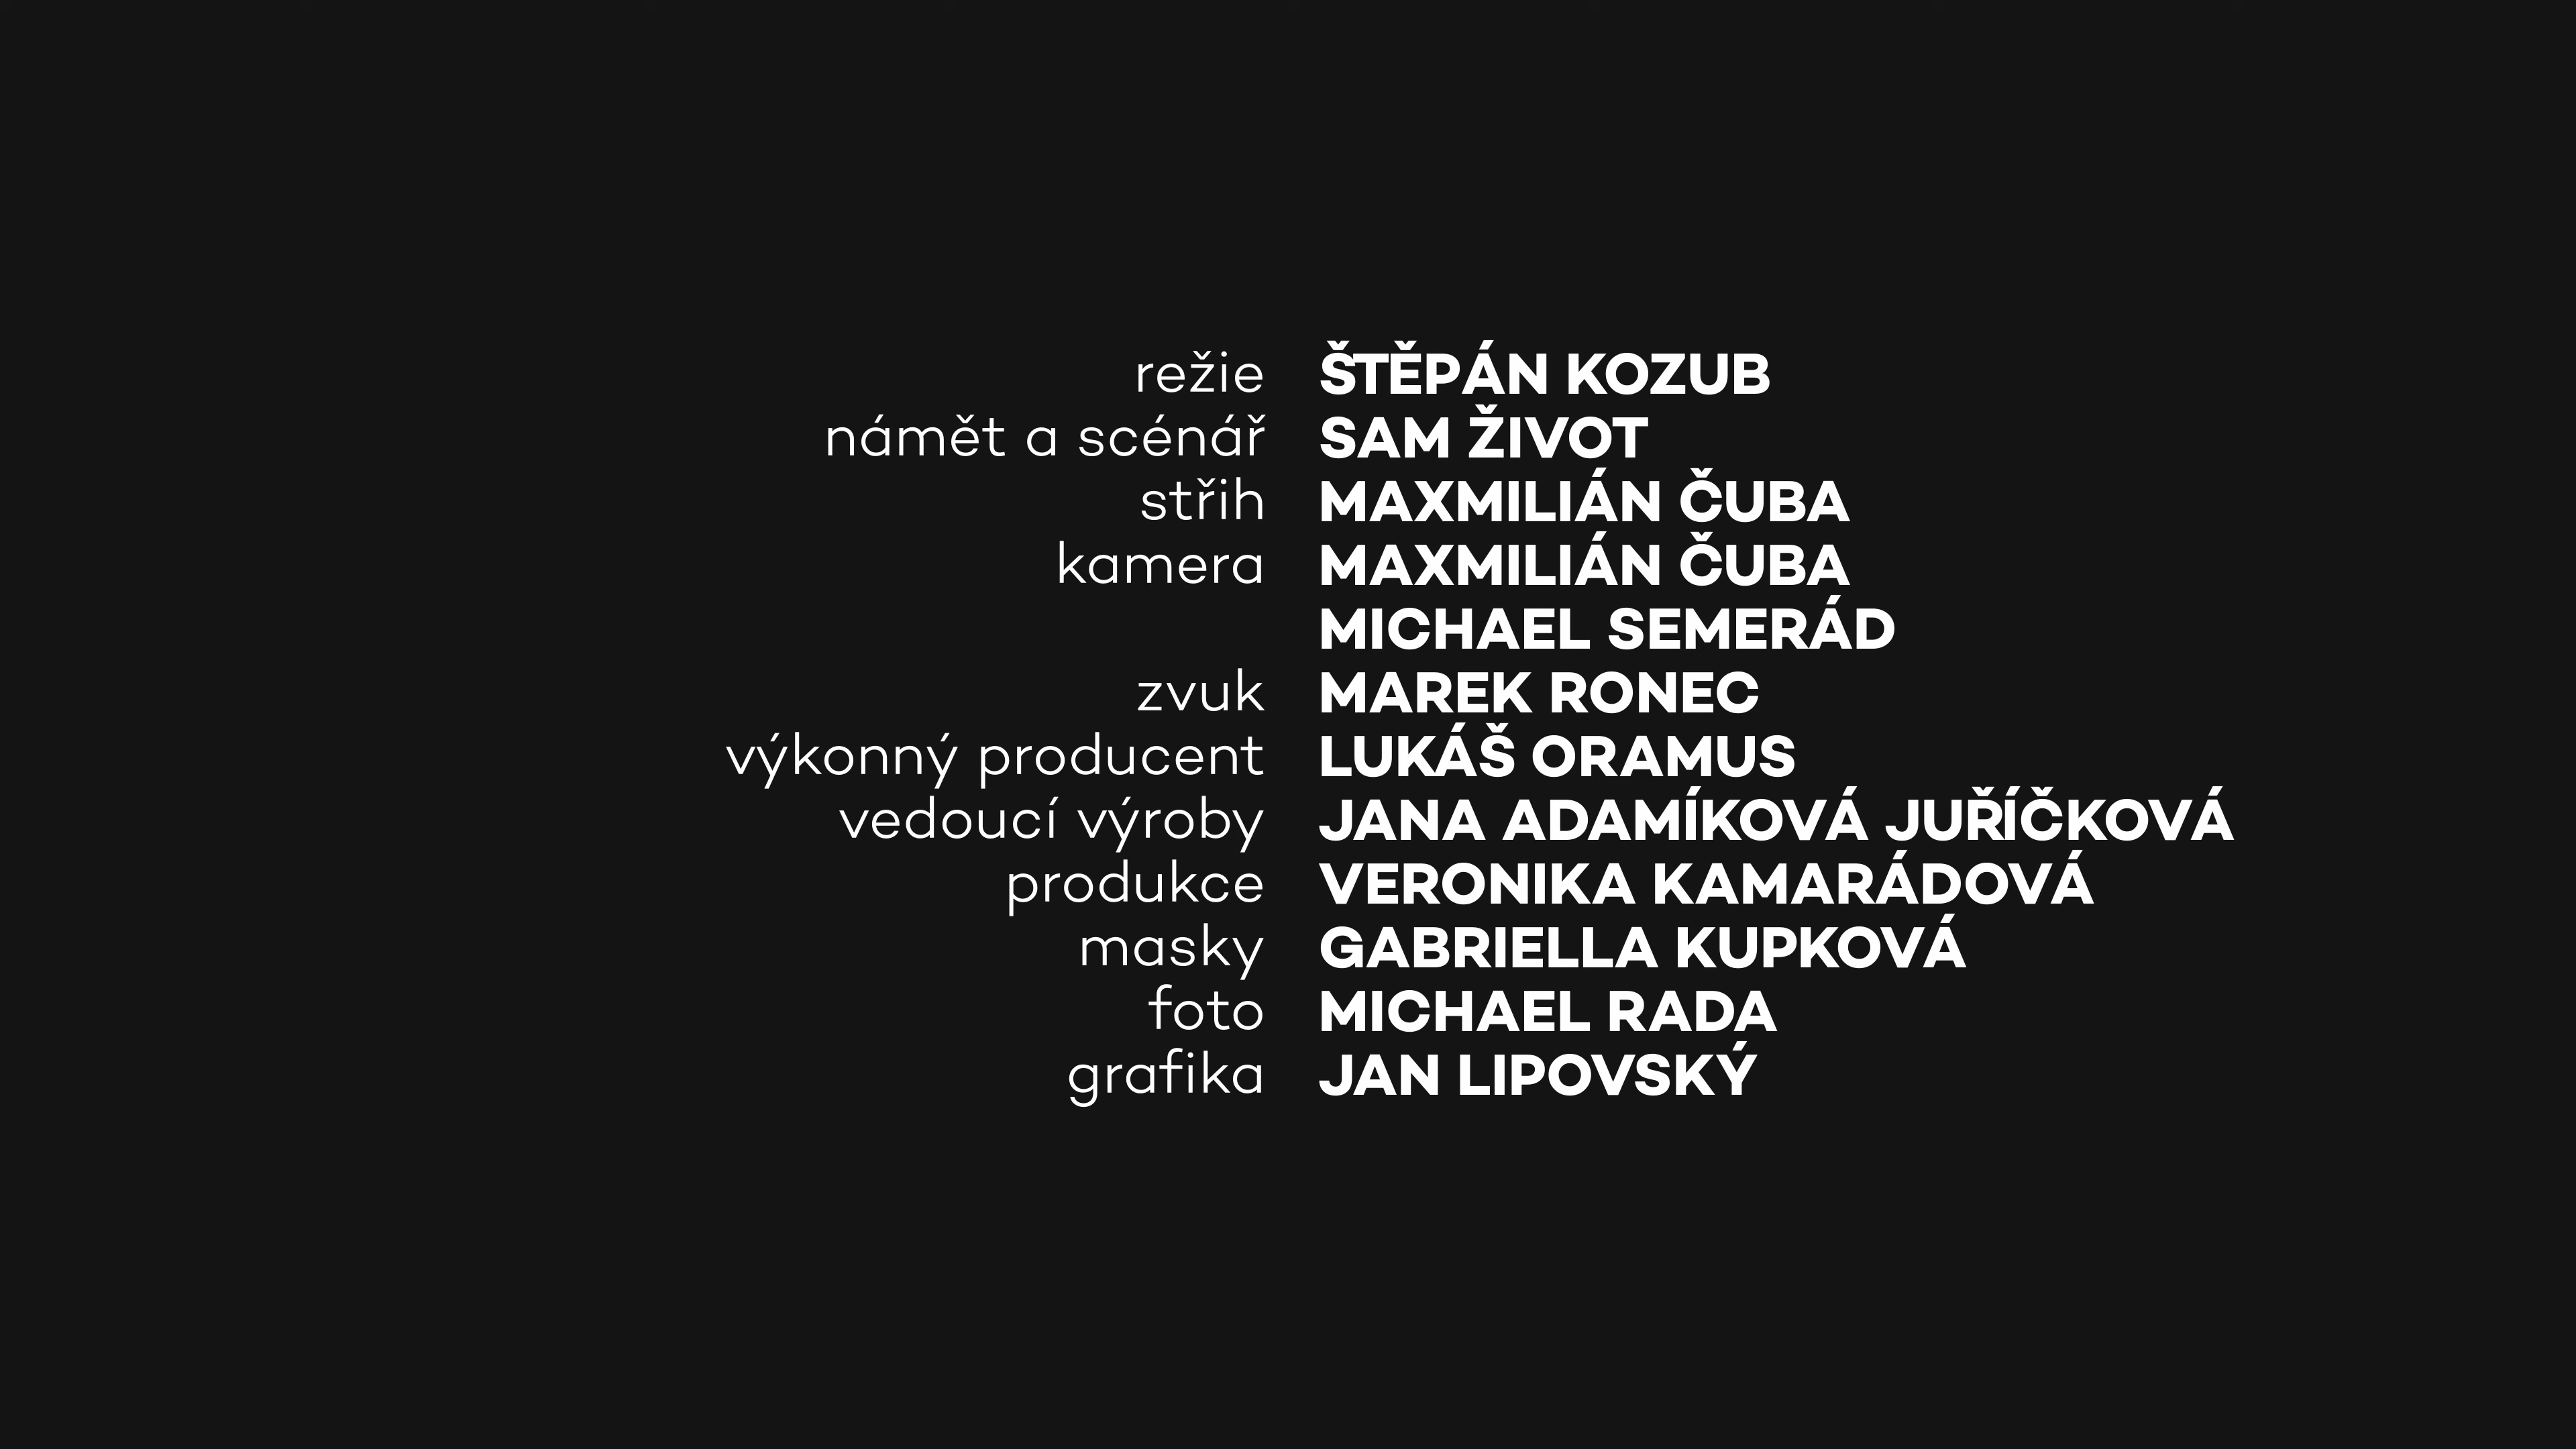 režie ŠTĚPÁN KOZUB
námět a scénář SAM ŽIVOT
střih MAXMILIÁN ČUBA
kamera MAXMILIÁN ČUBA
MICHAEL SEMERÁD
zvuk MAREK RONEC
výkonný producent LUKÁŠ ORAMUS
vedoucí výroby JANA ADAMÍKOVÁ JUŘÍČKOVÁ
produkce VERONIKA KAMARÁDOVÁ
masky GABRIELLA KUPKOVÁ
foto MICHAEL RADA
grafika JAN LIPOVSKÝ